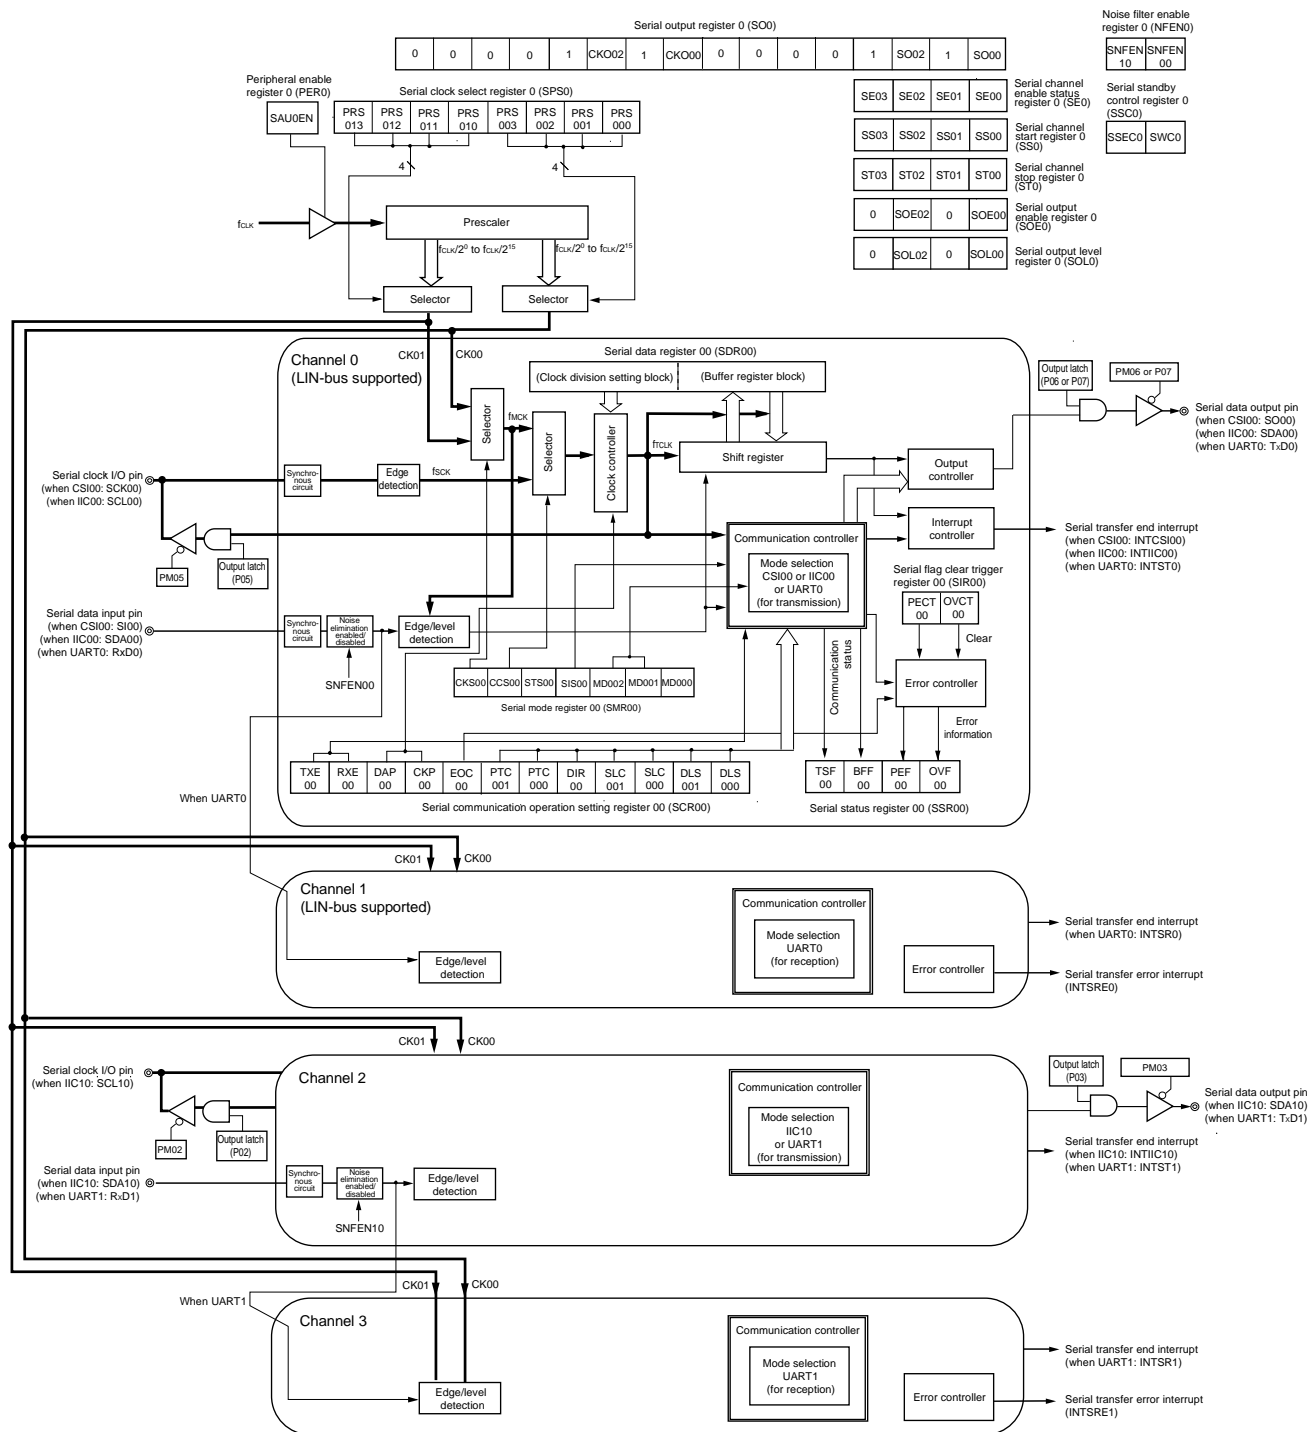 Serial output register 0 (SO0)
0 0 0 0 1 CKO02 1 CKO00 0 0 0 0 1 SO02 1 SO00
Noise filter enable
register 0 (NFEN0)
SNFEN 10 SNFEN 00
Peripheral enable
register 0 (PER0)
SAU0EN
Serial clock select register 0 (SPS0)
PRS 013 PRS 012 PRS 011 PRS 010 PRS 003 PRS 002 PRS 001 PRS 000
4 4
SE03 SE02 SE01 SE00
Serial channel
enable status
register 0 (SE0)
Serial standby
control register 0
(SSC0)
SSEC0 SWC0
SS03 SS02 SS01 SS00
Serial channel
start register 0
(SS0)
ST03 ST02 ST01 ST00
Serial channel
stop register 0
(ST0)
0 SOE02 0 SOE00
Serial output
enable register 0
(SOE0)
0 SOL02 0 SOL00
Serial output level
register 0 (SOL0)
fCLK
Prescaler
fCLK/2⁰ to fCLK/2¹⁵ fCLK/2⁰ to fCLK/2¹⁵
Selector Selector
CK01 CK00
Channel 0
(LIN-bus supported)
Serial data register 00 (SDR00)
(Clock division setting block) (Buffer register block)
Selector
fMCK
Selector
Clock controller
fTCLK
Shift register
Output latch
(P06 or P07)
PM06 or P07
Serial data output pin
(when CSI00: SO00)
(when IIC00: SDA00)
(when UART0: TxD0)
Output
controller
Serial clock I/O pin
(when CSI00: SCK00)
(when IIC00: SCL00)
Synchro-
nous
circuit
Edge
detection
fSCK
PM05
Output latch
(P05)
Communication controller
Mode selection
CSI00 or IIC00
or UART0
(for transmission)
Interrupt
controller
Serial transfer end interrupt
(when CSI00: INTCSI00)
(when IIC00: INTIIC00)
(when UART0: INTST0)
Serial flag clear trigger
register 00 (SIR00)
PECT 00 OVCT 00
Clear
Serial data input pin
(when CSI00: SI00)
(when IIC00: SDA00)
(when UART0: RxD0)
Synchro-
nous
circuit
Noise
elimination
enabled/
disabled
Edge/level
detection
SNFEN00
CKS00 CCS00 STS00 SIS00 MD002 MD001 MD000
Serial mode register 00 (SMR00)
Communication
status
Error controller
Error
information
TXE 00 RXE 00 DAP 00 CKP 00 EOC 00 PTC 001 PTC 000 DIR 00 SLC 001 SLC 000 DLS 001 DLS 000
Serial communication operation setting register 00 (SCR00)
TSF 00 BFF 00 PEF 00 OVF 00
Serial status register 00 (SSR00)
When UART0
CK01 CK00
Channel 1
(LIN-bus supported)
Edge/level
detection
Communication controller
Mode selection
UART0
(for reception)
Error controller
Serial transfer end interrupt
(when UART0: INTSR0)
Serial transfer error interrupt
(INTSRE0)
CK01 CK00
Channel 2
Serial clock I/O pin
(when IIC10: SCL10)
PM02
Output latch
(P02)
Serial data input pin
(when IIC10: SDA10)
(when UART1: RxD1)
Synchro-
nous
circuit
Noise
elimination
enabled/
disabled
Edge/level
detection
SNFEN10
Communication controller
Mode selection
IIC10
or UART1
(for transmission)
Output latch
(P03)
PM03
Serial data output pin
(when IIC10: SDA10)
(when UART1: TxD1)
Serial transfer end interrupt
(when IIC10: INTIIC10)
(when UART1: INTST1)
When UART1
CK01 CK00
Channel 3
Edge/level
detection
Communication controller
Mode selection
UART1
(for reception)
Error controller
Serial transfer end interrupt
(when UART1: INTSR1)
Serial transfer error interrupt
(INTSRE1)